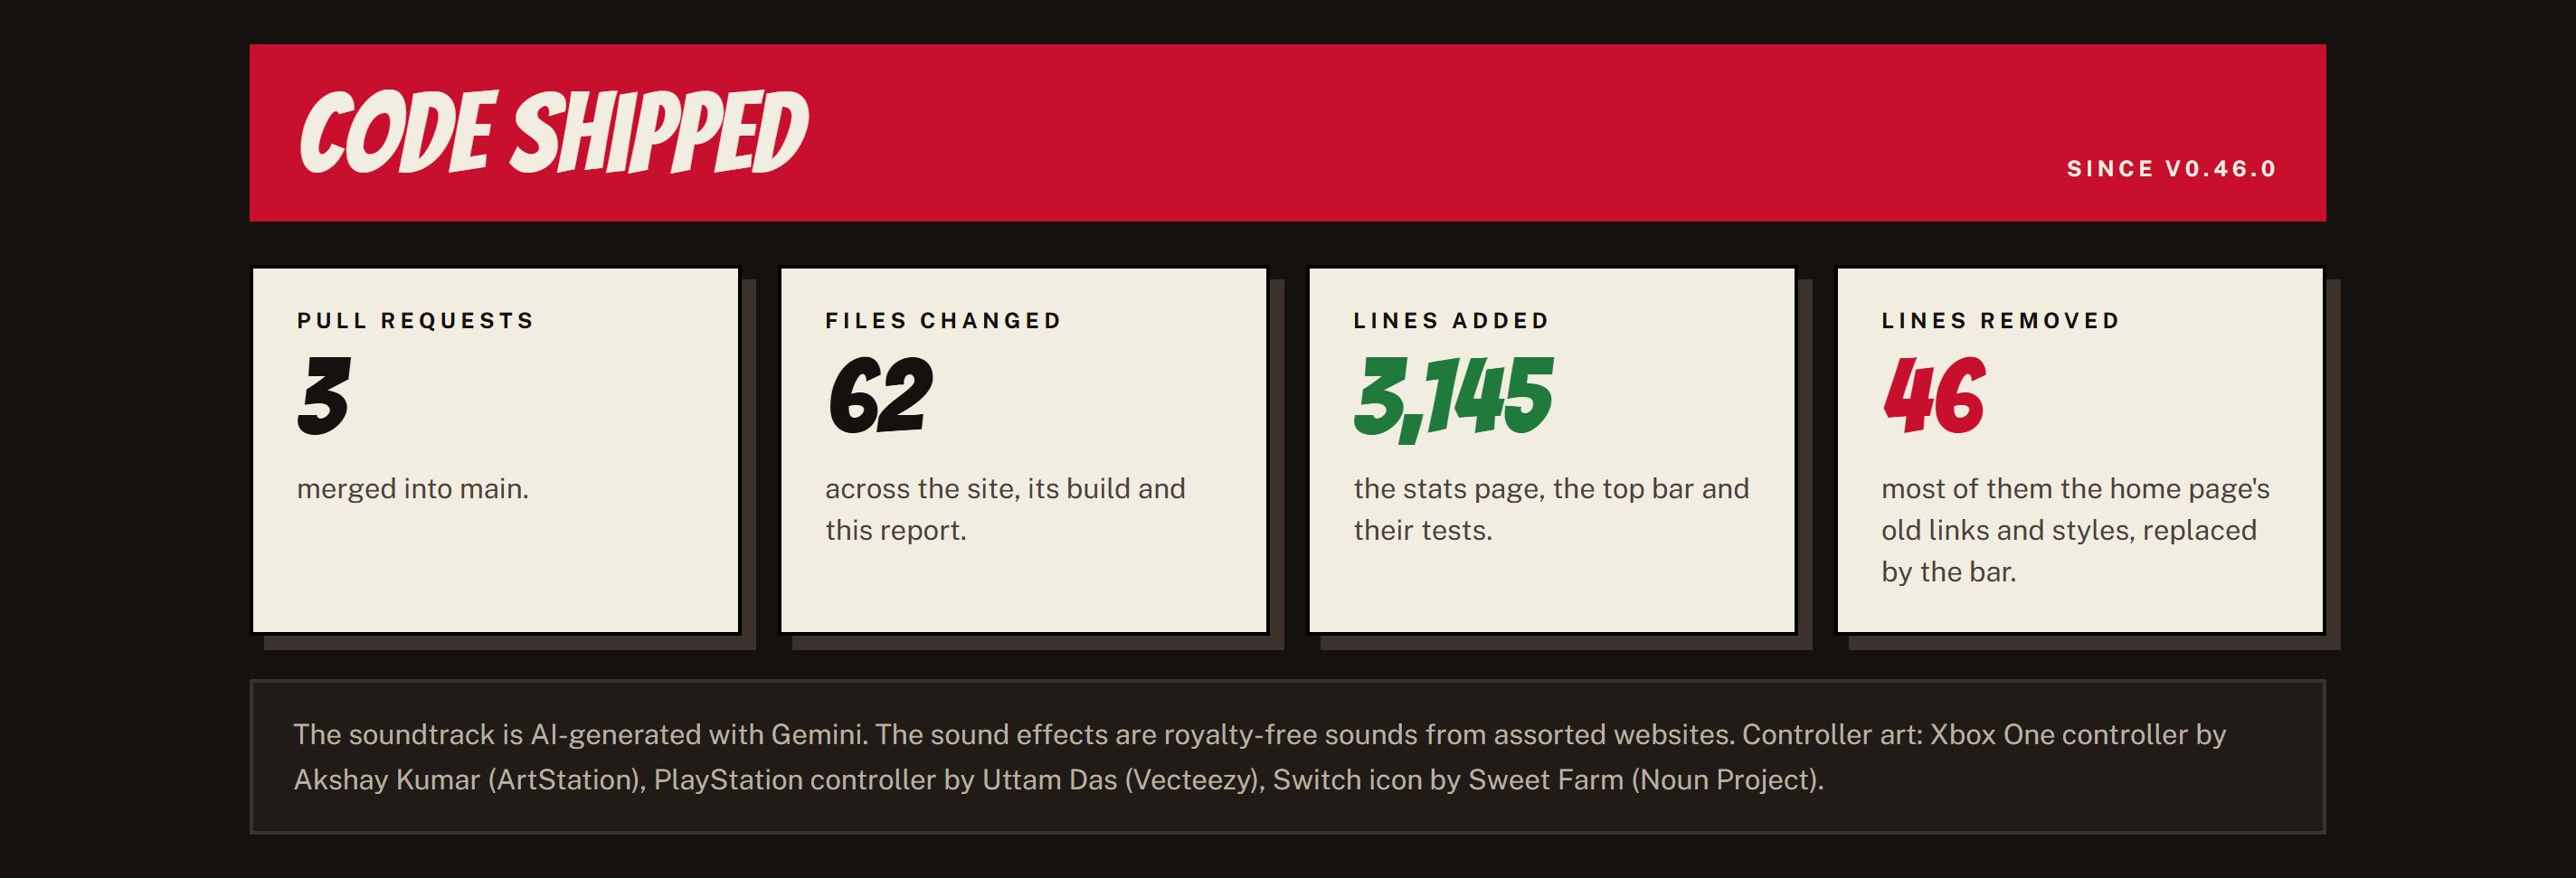 CODE SHIPPED
SINCE V0.46.0
PULL REQUESTS
3
merged into main.
FILES CHANGED
62
across the site, its build and
this report.
LINES ADDED
3,145
the stats page, the top bar and
their tests.
LINES REMOVED
46
most of them the home page's
old links and styles, replaced
by the bar.
The soundtrack is AI-generated with Gemini. The sound effects are royalty-free sounds from assorted websites. Controller art: Xbox One controller by
Akshay Kumar (ArtStation), PlayStation controller by Uttam Das (Vecteezy), Switch icon by Sweet Farm (Noun Project).